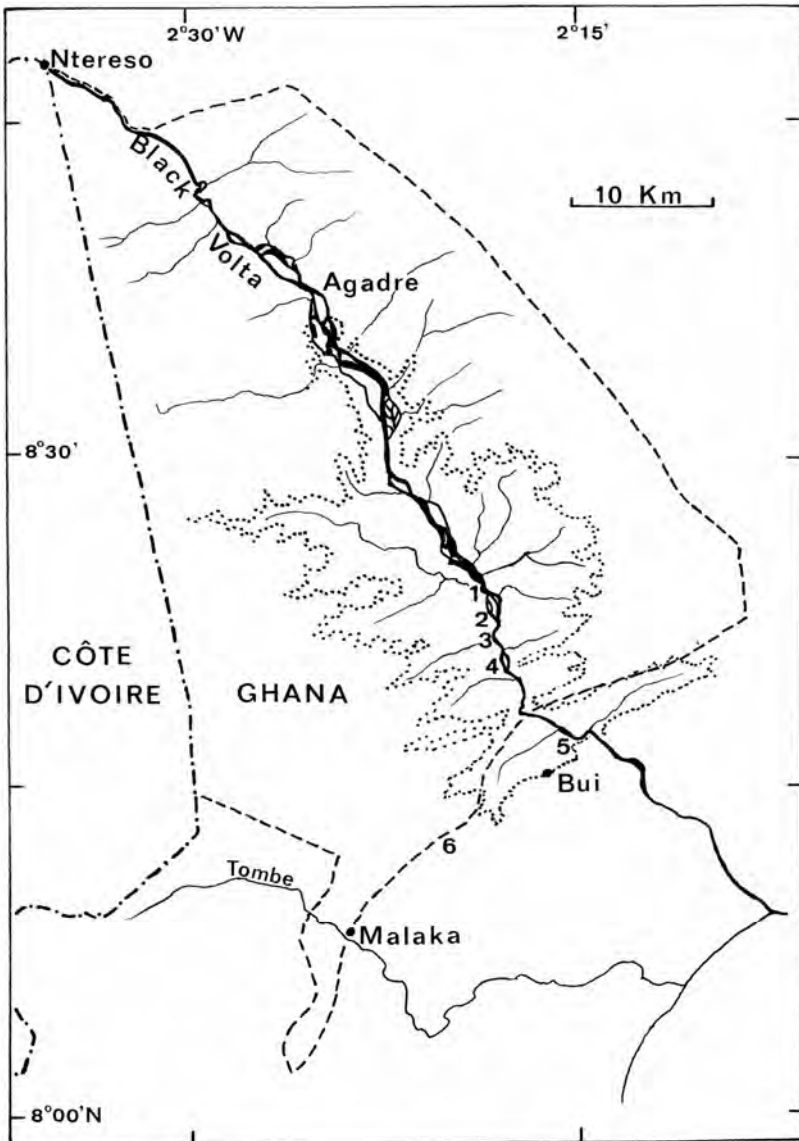 2°30'W
2°15'
Ntereso
Black
Volta
10 Km
Agadre
8°30'
1
2
3
4
CÔTE
D'IVOIRE
GHANA
5
Bui
6
Tombe
Malaka
8°00'N